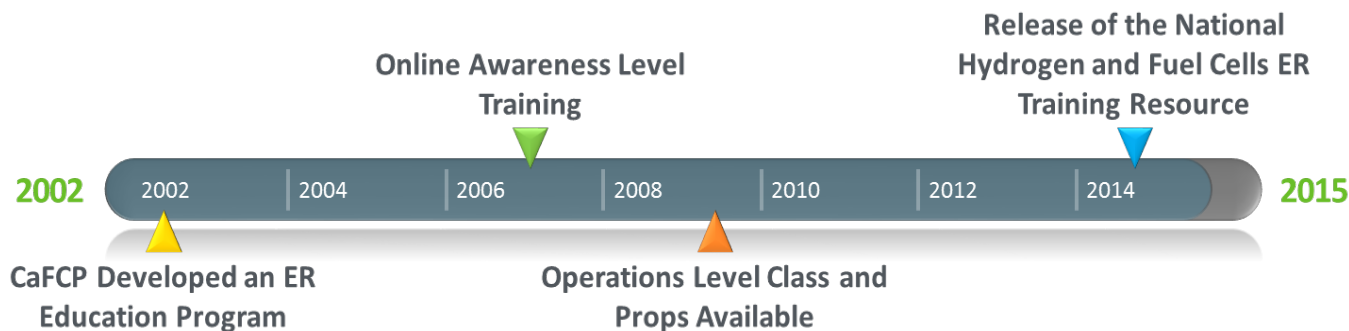 Release of the National
Hydrogen and Fuel Cells ER
Training Resource
Online Awareness Level
Training
2002
2002 2004 2006 2008 2010 2012 2014
2015
CaFCP Developed an ER
Education Program
Operations Level Class and
Props Available